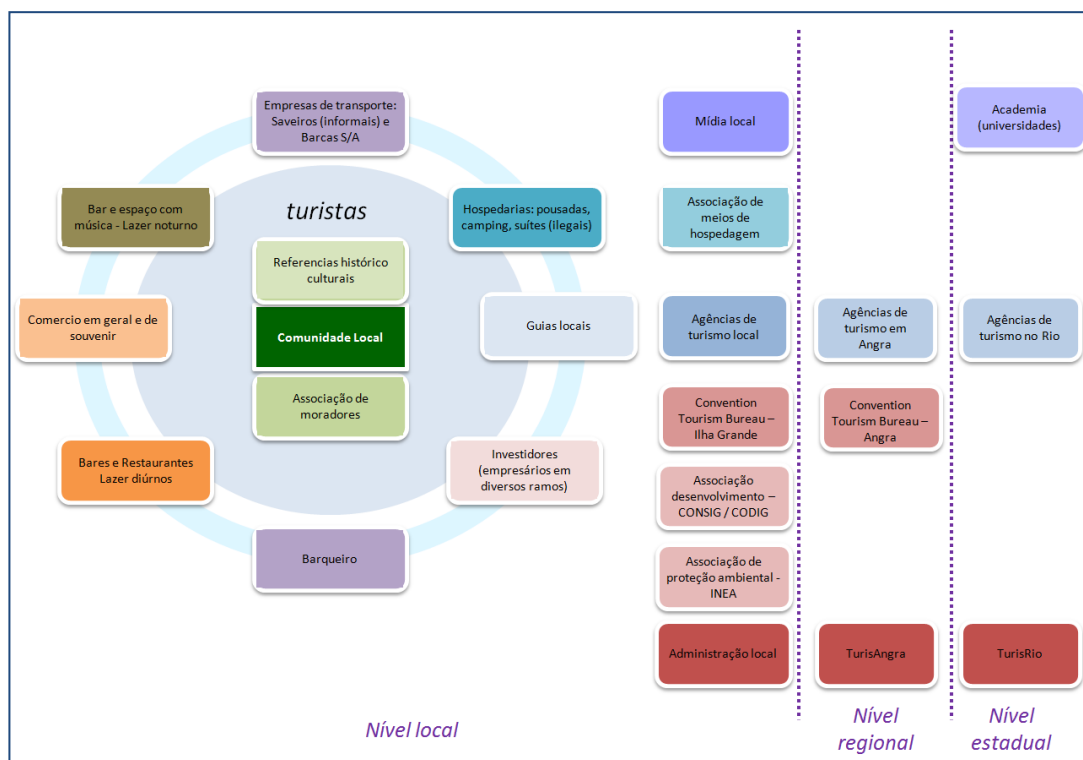 Empresas de transporte:
Saveiros (informais) e
Barcas S/A
Mídia local
Academia
(universidades)
Bar e espaço com
música - Lazer noturno
turistas
Hospedarias: pousadas,
camping, suítes (ilegais)
Associação de
meios de
hospedagem
Referencias histórico
culturais
Comercio em geral e de
souvenir
Comunidade Local
Guias locais
Agências de
turismo local
Agências de
turismo em
Angra
Agências de
turismo no Rio
Associação de
moradores
Convention
Tourism Bureau –
Ilha Grande
Convention
Tourism Bureau –
Angra
Bares e Restaurantes
Lazer diúrnos
Investidores
(empresários em
diversos ramos)
Associação
desenvolvimento –
CONSIG / CODIG
Barqueiro
Associação de
proteção ambiental -
INEA
Administração local
TurisAngra
TurisRio
Nível local
Nível
regional
Nível
estadual